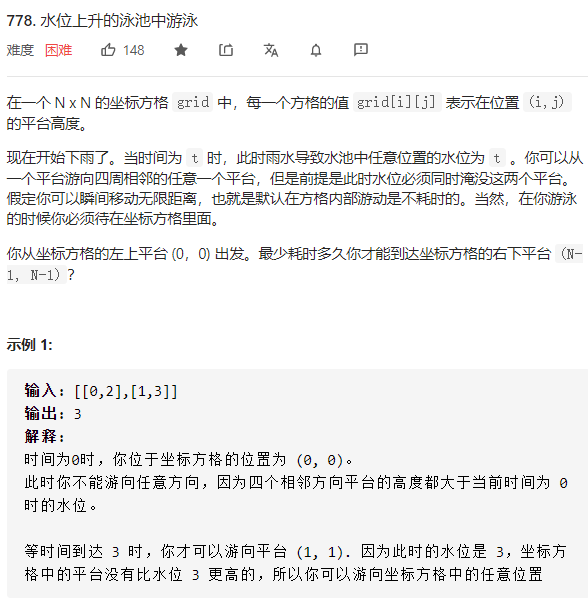 778. 水位上升的泳池中游泳
难度 困难 148
在一个 N x N 的坐标方格 grid 中，每一个方格的值 grid[i][j] 表示在位置 (i,j)
的平台高度。
现在开始下雨了。当时间为 t 时，此时雨水导致水池中任意位置的水位为 t 。你可以从
一个平台游向四周相邻的任意一个平台，但是前提是此时水位必须同时淹没这两个平台。
假定你可以瞬间移动无限距离，也就是默认在方格内部游动是不耗时的。当然，在你游泳
的时候你必须待在坐标方格里面。
你从坐标方格的左上平台 (0，0) 出发。最少耗时多久你才能到达坐标方格的右下平台 (N-
1, N-1)？
示例 1:
输入: [[0,2],[1,3]]
输出: 3
解释:
时间为0时，你位于坐标方格的位置为 (0, 0)。
此时你不能游向任意方向，因为四个相邻方向平台的高度都大于当前时间为 0
时的水位。
等时间到达 3 时，你才可以游向平台 (1, 1). 因为此时的水位是 3，坐标方
格中的平台没有比水位 3 更高的，所以你可以游向坐标方格中的任意位置